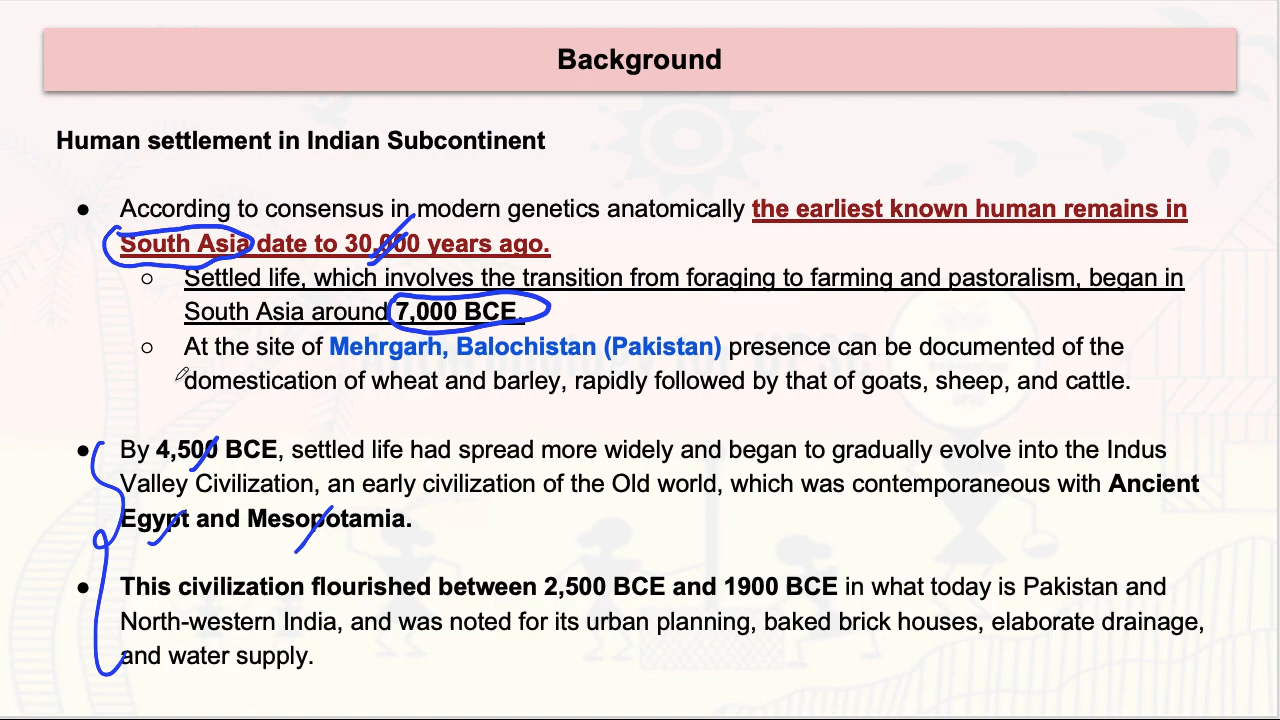 Background
Human settlement in Indian Subcontinent
● According to consensus in modern genetics anatomically the earliest known human remains in
South Asia date to 30,000 years ago.
○ Settled life, which involves the transition from foraging to farming and pastoralism, began in
South Asia around 7,000 BCE.
○ At the site of Mehrgarh, Balochistan (Pakistan) presence can be documented of the
domestication of wheat and barley, rapidly followed by that of goats, sheep, and cattle.
● By 4,500 BCE, settled life had spread more widely and began to gradually evolve into the Indus
Valley Civilization, an early civilization of the Old world, which was contemporaneous with Ancient
Egypt and Mesopotamia.
● This civilization flourished between 2,500 BCE and 1900 BCE in what today is Pakistan and
North-western India, and was noted for its urban planning, baked brick houses, elaborate drainage,
and water supply.